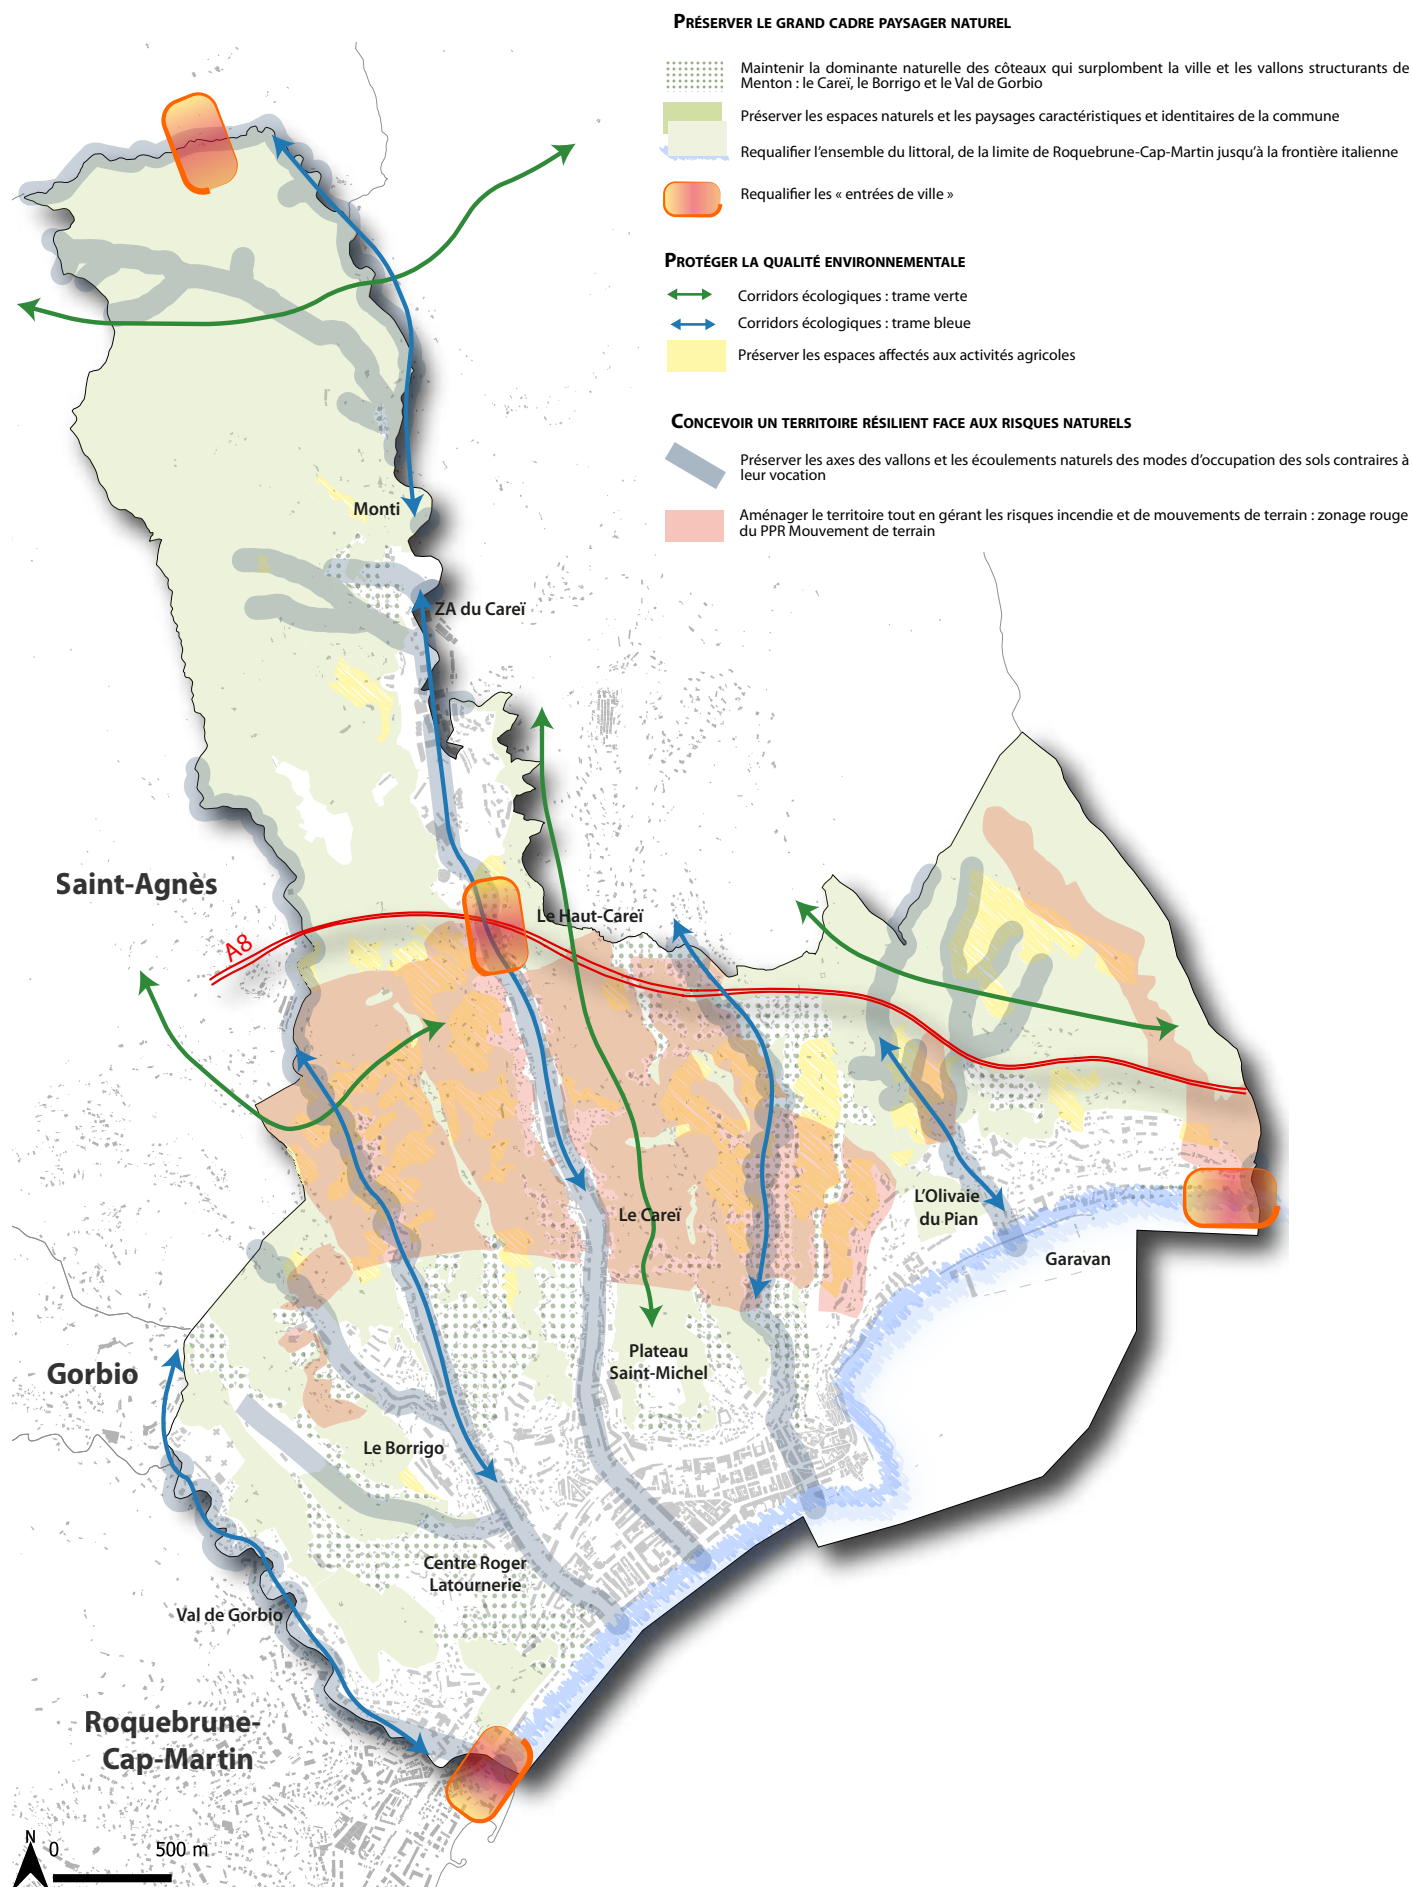 PRÉSERVER LE GRAND CADRE PAYSAGER NATUREL
Maintenir la dominante naturelle des côteaux qui surplombent la ville et les vallons structurants de
Menton : le Careï, le Borrigo et le Val de Gorbio
Préserver les espaces naturels et les paysages caractéristiques et identitaires de la commune
Requalifier l'ensemble du littoral, de la limite de Roquebrune-Cap-Martin jusqu'à la frontière italienne
Requalifier les « entrées de ville »
PROTÉGER LA QUALITÉ ENVIRONNEMENTALE
Corridors écologiques : trame verte
Corridors écologiques : trame bleue
Préserver les espaces affectés aux activités agricoles
CONCEVOIR UN TERRITOIRE RÉSILIENT FACE AUX RISQUES NATURELS
Préserver les axes des vallons et les écoulements naturels des modes d'occupation des sols contraires à
leur vocation
Aménager le territoire tout en gérant les risques incendie et de mouvements de terrain : zonage rouge
du PPR Mouvement de terrain
Monti
ZA du Careï
Saint-Agnès
A8
Le Haut-Careï
Le Careï
L'Olivaie
du Pian
Garavan
Plateau
Saint-Michel
Gorbio
Le Borrigo
Centre Roger
Latournerie
Val de Gorbio
Roquebrune-
Cap-Martin
N
0 500 m